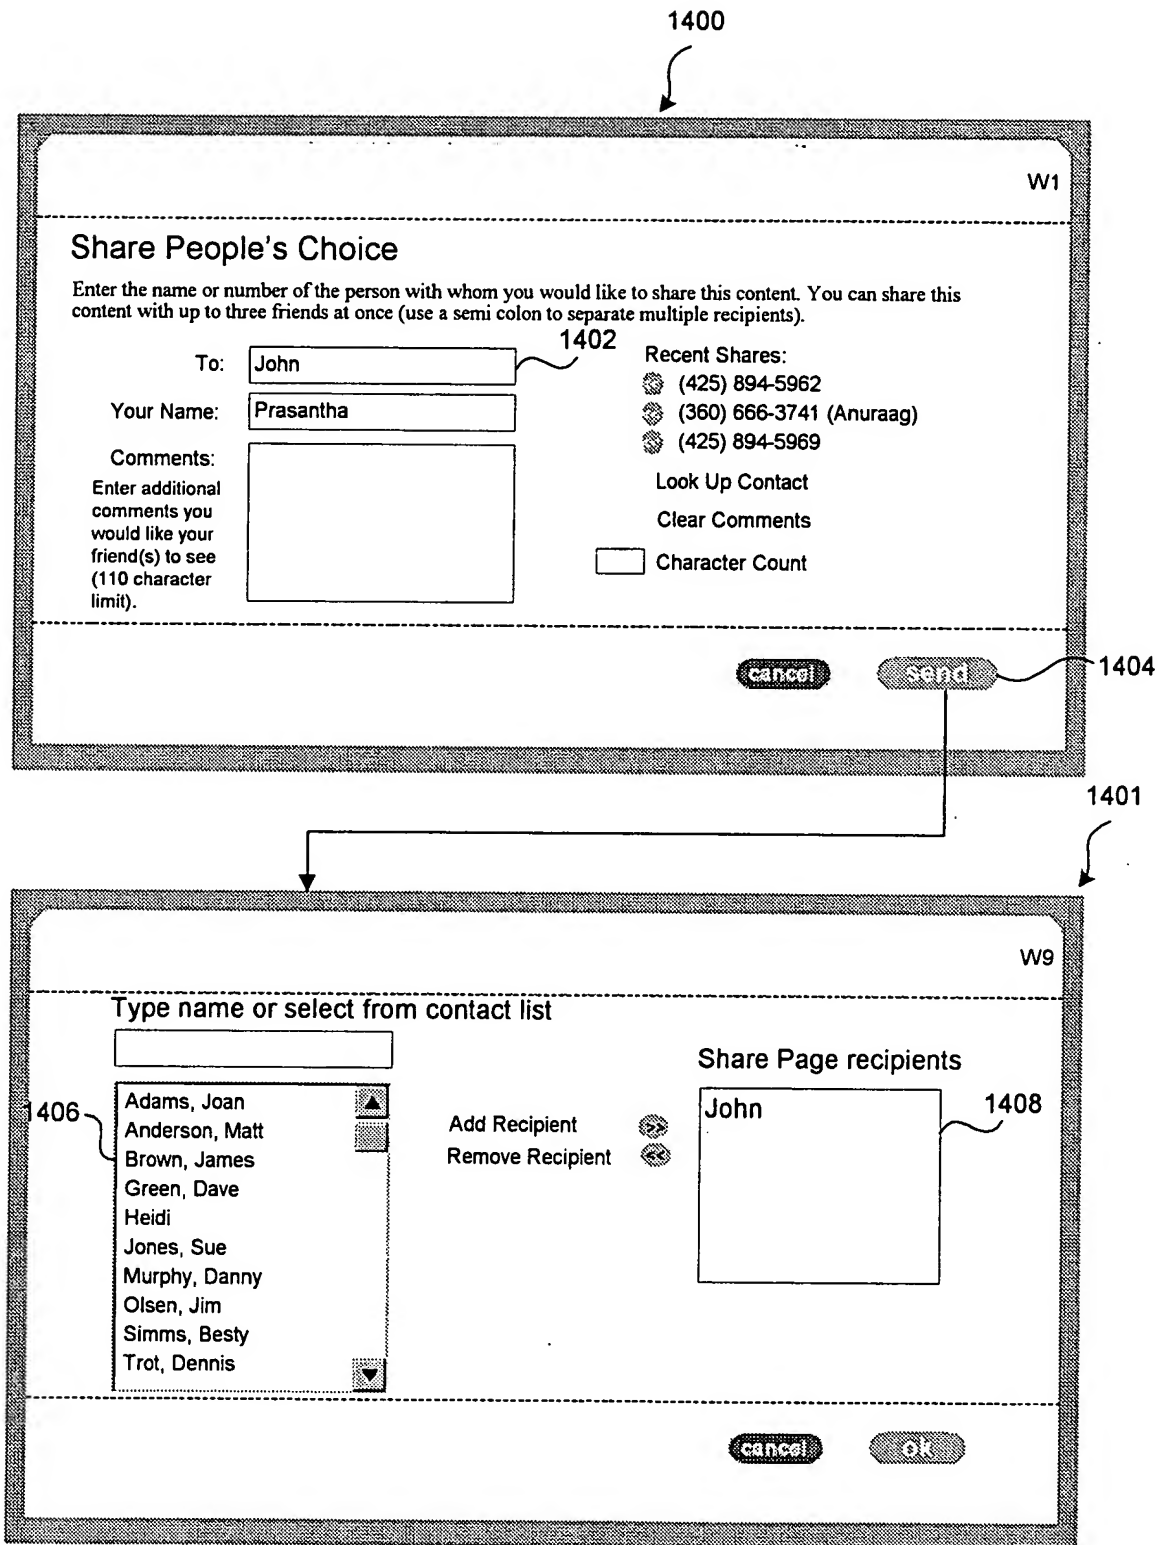 1400
W1
Share People's Choice
Enter the name or number of the person with whom you would like to share this content. You can share this
content with up to three friends at once (use a semi colon to separate multiple recipients).
1402
To:
John
Your Name:
Prasantha
Comments:
Enter additional
comments you
would like your
friend(s) to see
(110 character
limit).
Recent Shares:
(425) 894-5962
(360) 666-3741 (Anuraag)
(425) 894-5969
Look Up Contact
Clear Comments
Character Count
cancel
send
1404
1401
W9
Type name or select from contact list
1406
Adams, Joan
Anderson, Matt
Brown, James
Green, Dave
Heidi
Jones, Sue
Murphy, Danny
Olsen, Jim
Simms, Besty
Trot, Dennis
Add Recipient >>
Remove Recipient <<
Share Page recipients
John
1408
cancel
ok